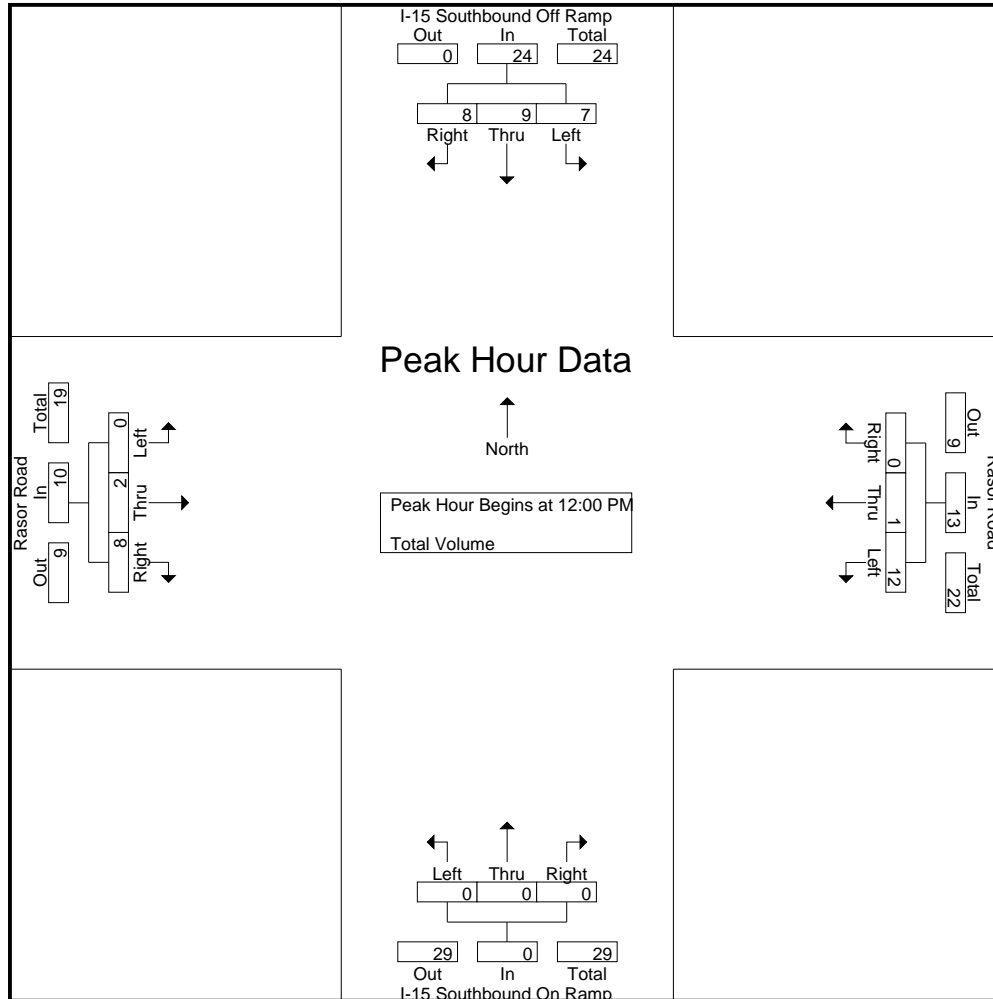 I-15 Southbound Off Ramp
Out In Total
0 24 24
8 9 7
Right Thru Left
Peak Hour Data
North
Peak Hour Begins at 12:00 PM
Total Volume
Rasor Road
Total In Out
19 10 9
0 2 8
Left Thru Right
Rasor Road
Out In Total
9 13 22
0 1 12
Right Thru Left
Left Thru Right
0 0 0
29 0 29
Out In Total
I-15 Southbound On Ramp